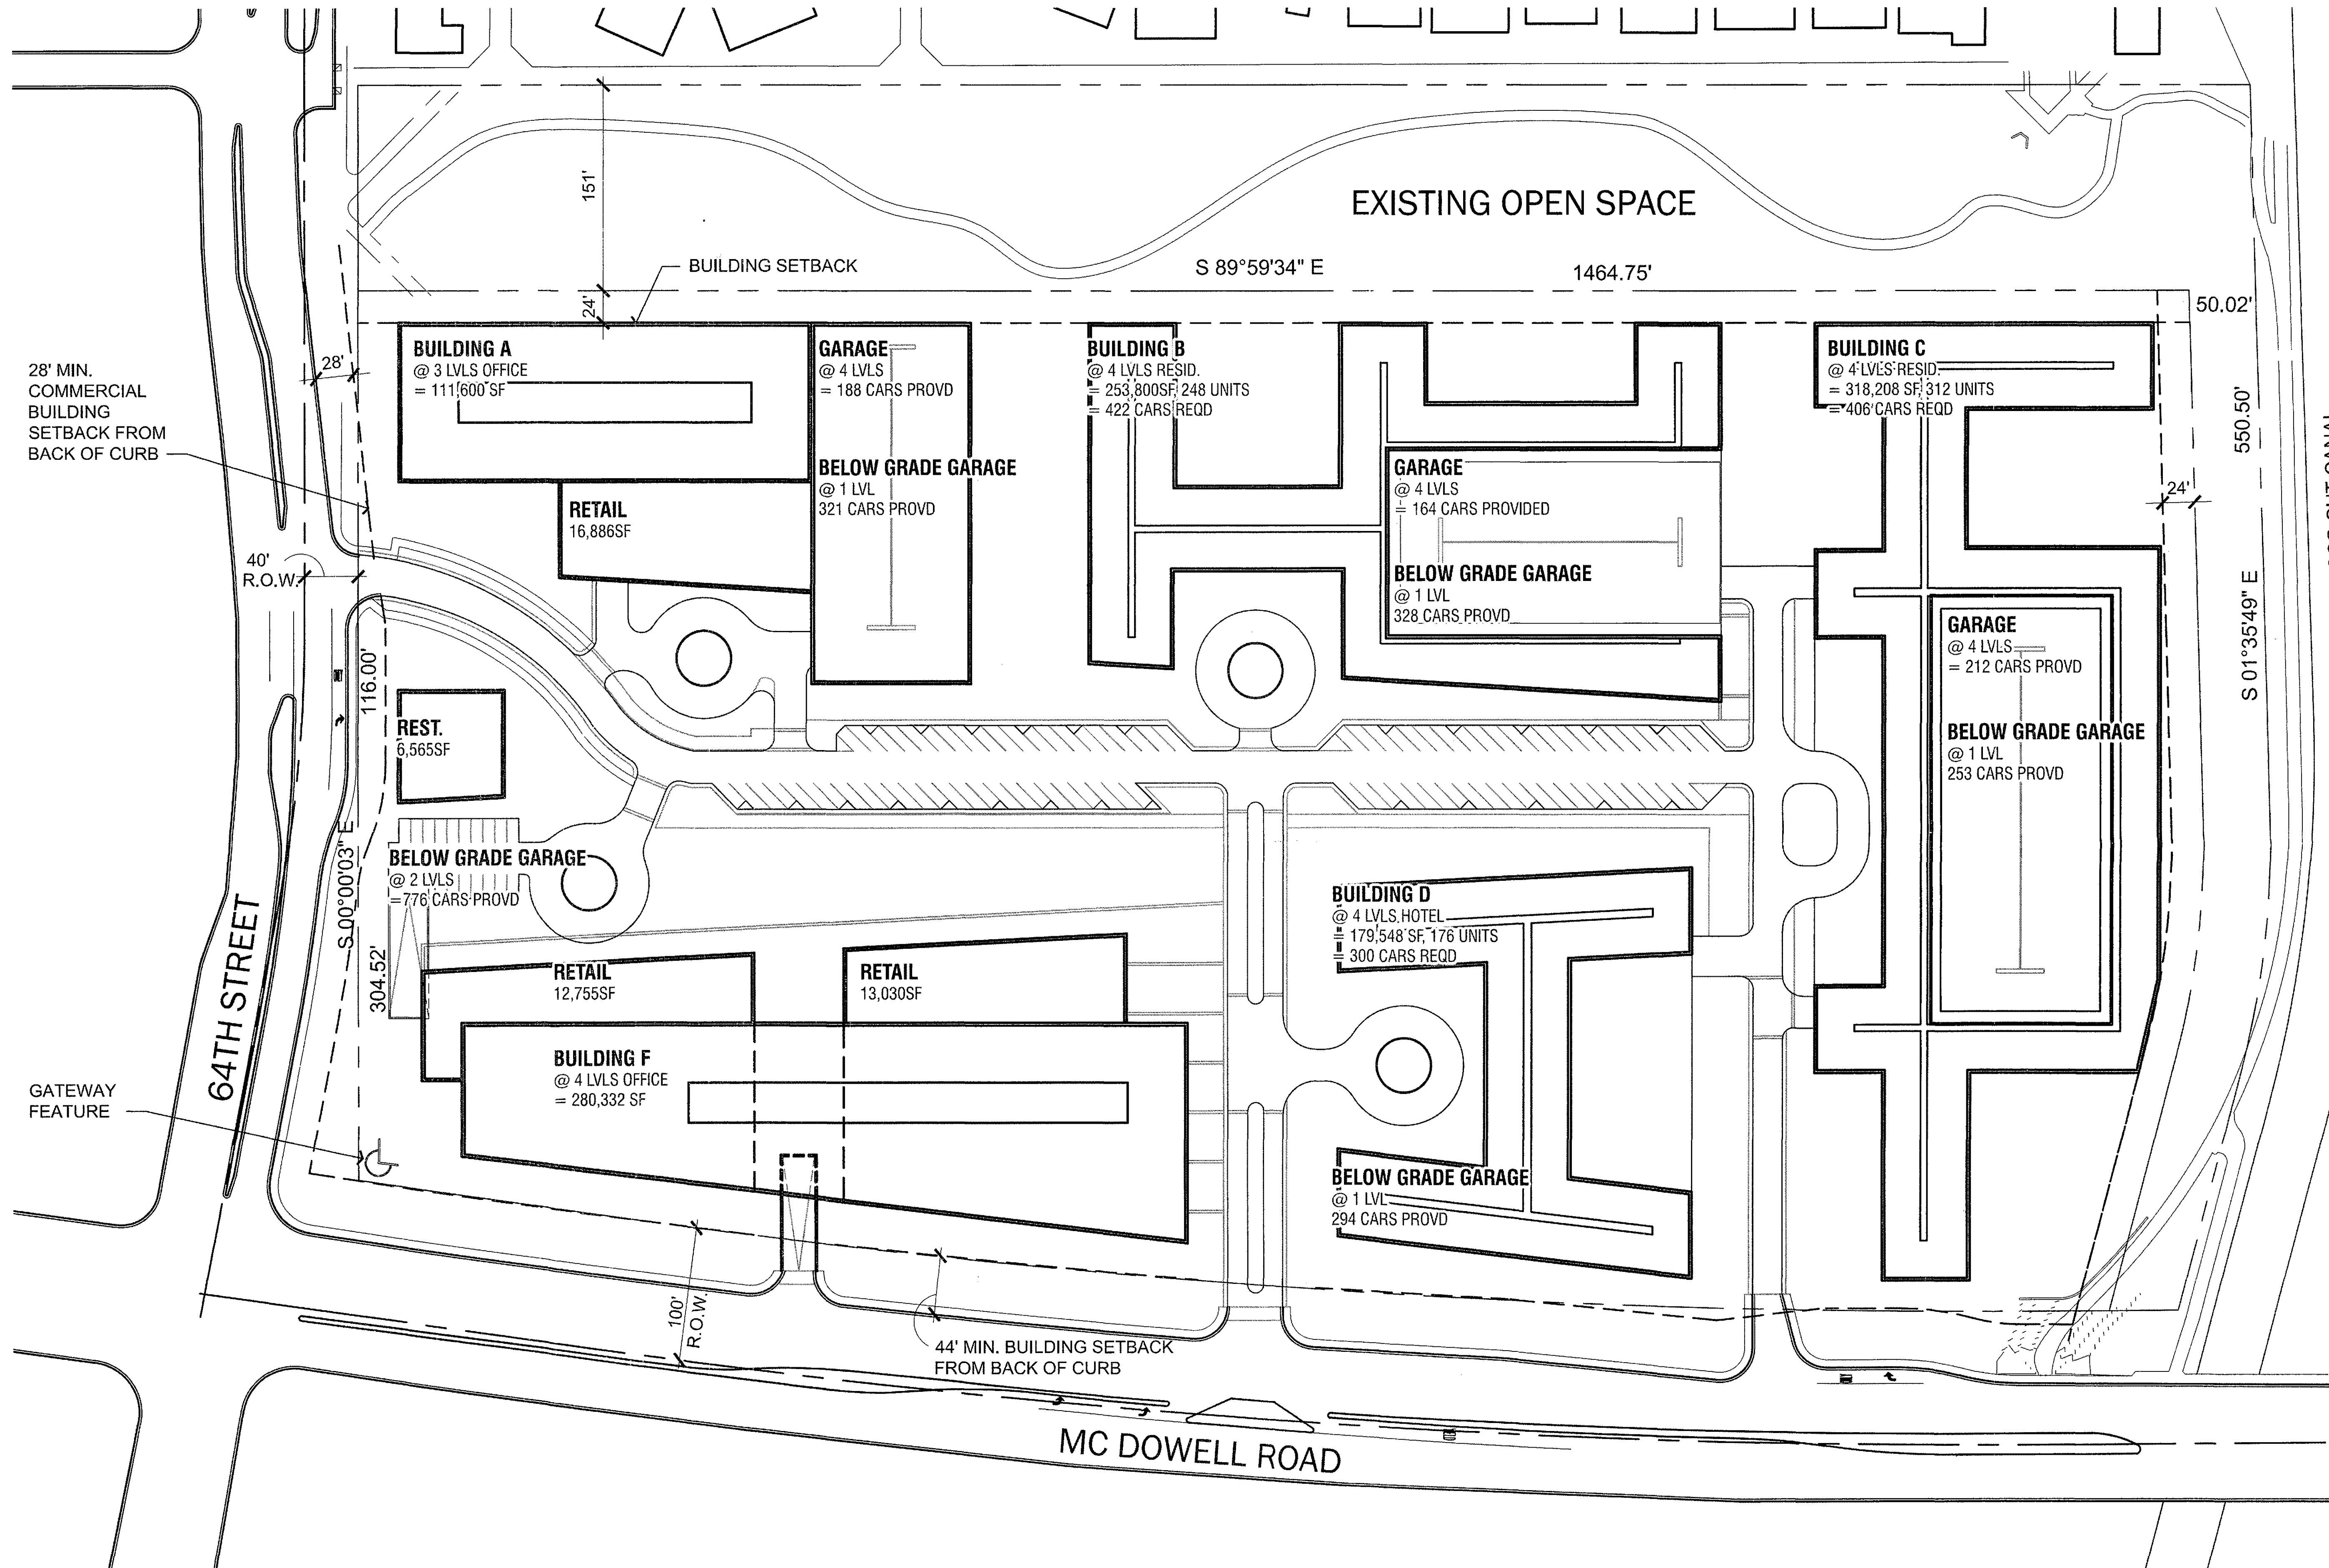 EXISTING OPEN SPACE
151'
24'
BUILDING SETBACK
S 89°59'34" E
1464.75'
50.02'
28' MIN.
COMMERCIAL
BUILDING
SETBACK FROM
BACK OF CURB
28'
BUILDING A
@ 3 LVLS OFFICE
= 111,600 SF
GARAGE
@ 4 LVLS
= 188 CARS PROVD
BELOW GRADE GARAGE
@ 1 LVL
321 CARS PROVD
RETAIL
16,886SF
BUILDING B
@ 4 LVLS RESID.
= 253,800SF, 248 UNITS
= 422 CARS REQD
GARAGE
@ 4 LVLS
= 164 CARS PROVIDED
BELOW GRADE GARAGE
@ 1 LVL
328 CARS PROVD
BUILDING C
@ 4 LVLS RESID.
= 318,208 SF, 312 UNITS
= 406 CARS REQD
550.50'
24'
S 01°35'49" E
GARAGE
@ 4 LVLS
= 212 CARS PROVD
BELOW GRADE GARAGE
@ 1 LVL
253 CARS PROVD
40'
R.O.W.
116.00'
REST.
6,565SF
S 00°00'03" E
304.52'
BELOW GRADE GARAGE
@ 2 LVLS
=776 CARS PROVD
RETAIL
12,755SF
RETAIL
13,030SF
BUILDING F
@ 4 LVLS OFFICE
= 280,332 SF
BUILDING D
@ 4 LVLS HOTEL
= 179,548 SF, 176 UNITS
= 300 CARS REQD
BELOW GRADE GARAGE
@ 1 LVL
294 CARS PROVD
64TH STREET
GATEWAY
FEATURE
100'
R.O.W.
44' MIN. BUILDING SETBACK
FROM BACK OF CURB
MC DOWELL ROAD